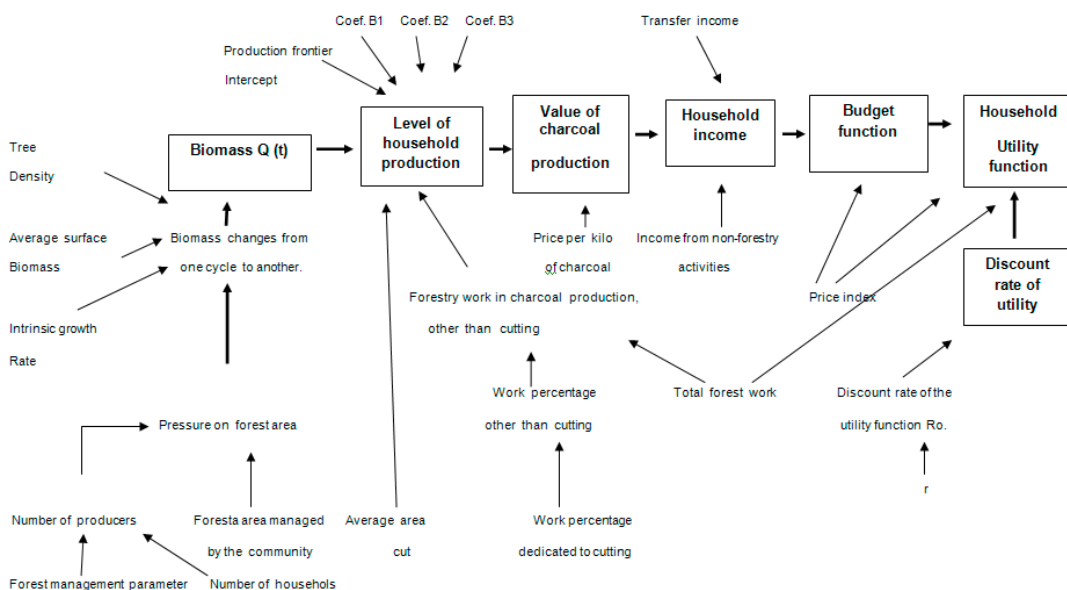 Coef. B1
Coef. B2
Coef. B3
Transfer income
Production frontier
Intercept
Biomass Q (t)
Level of
household
production
Value of
charcoal
production
Household
income
Budget
function
Household
Utility
function
Tree
Density
Average surface
Biomass
Intrinsic growth
Rate
Biomass changes from
one cycle to another.
Price per kilo
of charcoal
Income from non-forestry
activities
Price index
Discount
rate of
utility
Forestry work in charcoal production,
other than cutting
Work percentage
other than cutting
Total forest work
Discount rate of the
utility function Ro.
Pressure on forest area
r
Number of producers
Foresta area managed
by the community
Average area
cut
Work percentage
dedicated to cutting
Forest management parameter
Number of househols